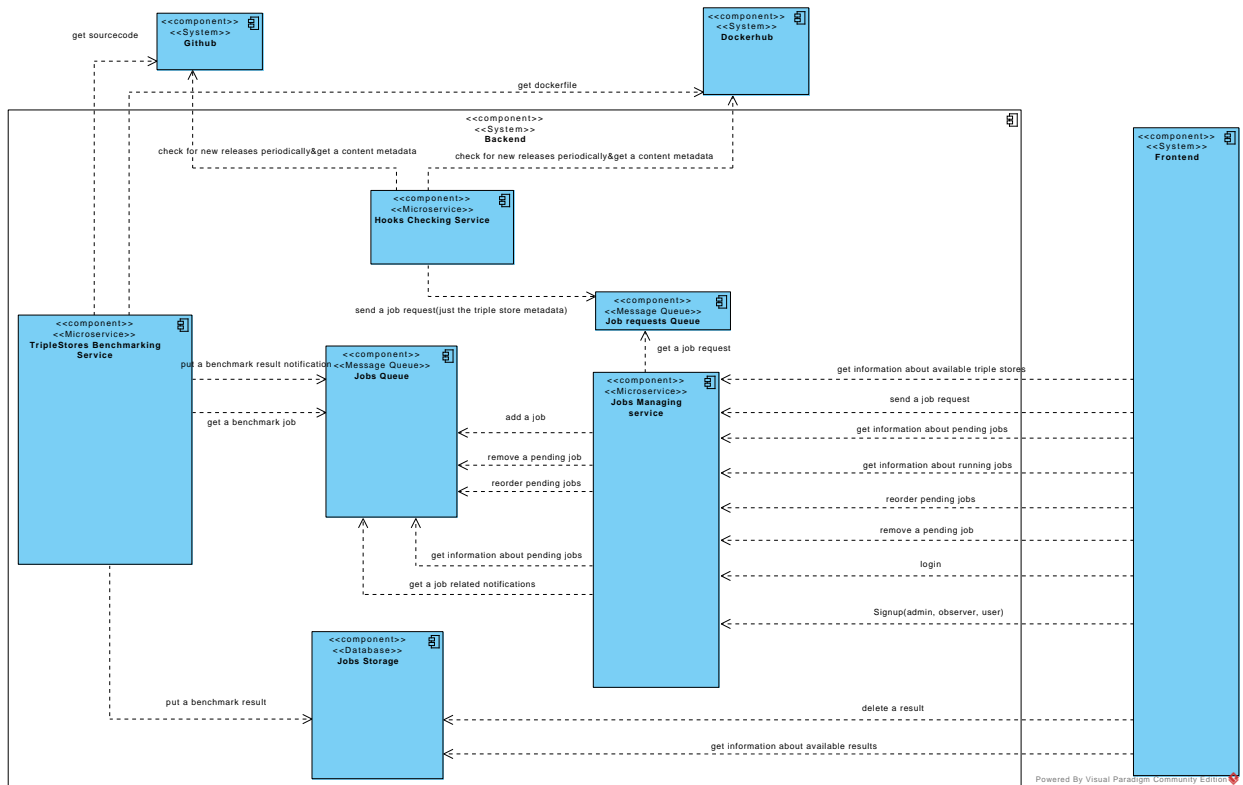 <<component>>
<<System>>
Github
<<component>>
<<System>>
Dockerhub
get sourcecode
get dockerfile
<<component>>
<<System>>
Backend
<<component>>
<<System>>
Frontend
check for new releases periodically&get a content metadata
check for new releases periodically&get a content metadata
<<component>>
<<Microservice>>
Hooks Checking Service
send a job request(just the triple store metadata)
<<component>>
<<Message Queue>>
Job requests Queue
get a job request
<<component>>
<<Microservice>>
TripleStores Benchmarking
Service
put a benchmark result notification
get a benchmark job
<<component>>
<<Message Queue>>
Jobs Queue
<<component>>
<<Microservice>>
Jobs Managing
service
add a job
remove a pending job
reorder pending jobs
get information about pending jobs
get a job related notifications
get information about available triple stores
send a job request
get information about pending jobs
get information about running jobs
reorder pending jobs
remove a pending job
login
Signup(admin, observer, user)
<<component>>
<<Database>>
Jobs Storage
put a benchmark result
delete a result
get information about available results
Powered By Visual Paradigm Community Edition